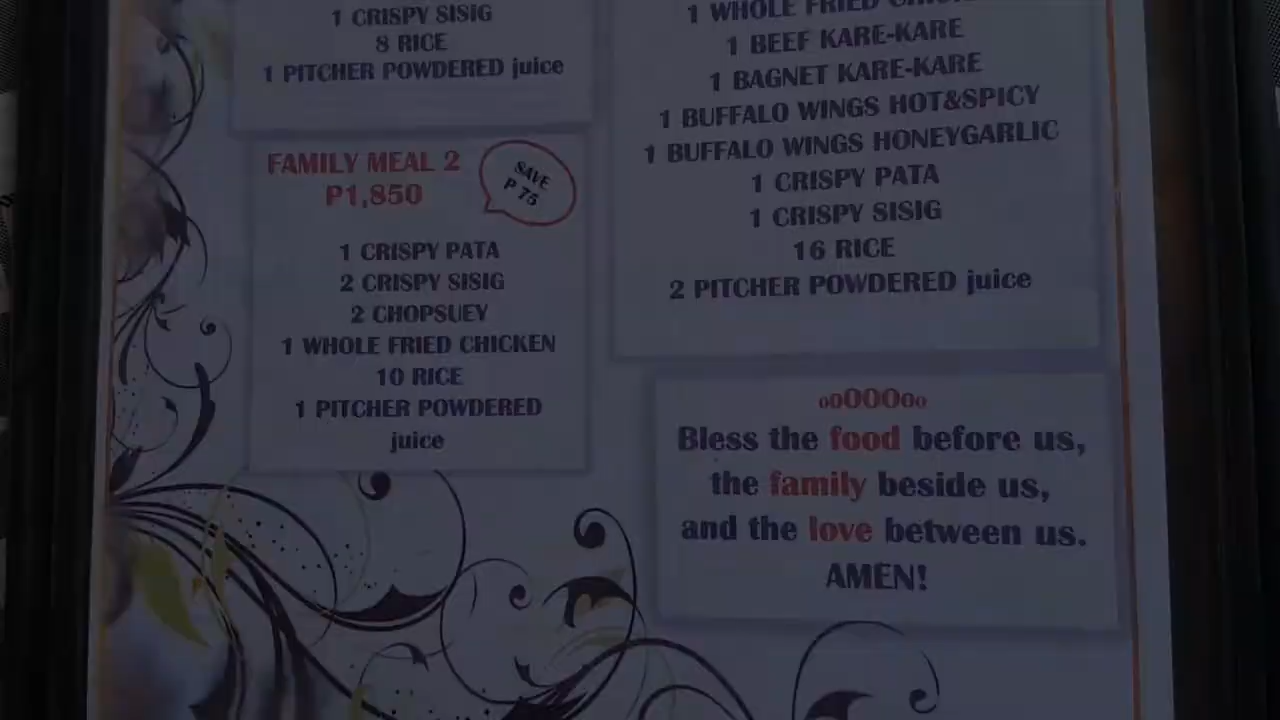 1 CRISPY SISIG
8 RICE
1 PITCHER POWDERED juice
FAMILY MEAL 2
P1,850
SAVE
P 75
1 CRISPY PATA
2 CRISPY SISIG
2 CHOPSUEY
1 WHOLE FRIED CHICKEN
10 RICE
1 PITCHER POWDERED
juice
1 WHOLE FRIED
1 BEEF KARE-KARE
1 BAGNET KARE-KARE
1 BUFFALO WINGS HOT&SPICY
1 BUFFALO WINGS HONEYGARLIC
1 CRISPY PATA
1 CRISPY SISIG
16 RICE
2 PITCHER POWDERED juice
ooOOOoo
Bless the food before us,
the family beside us,
and the love between us.
AMEN!